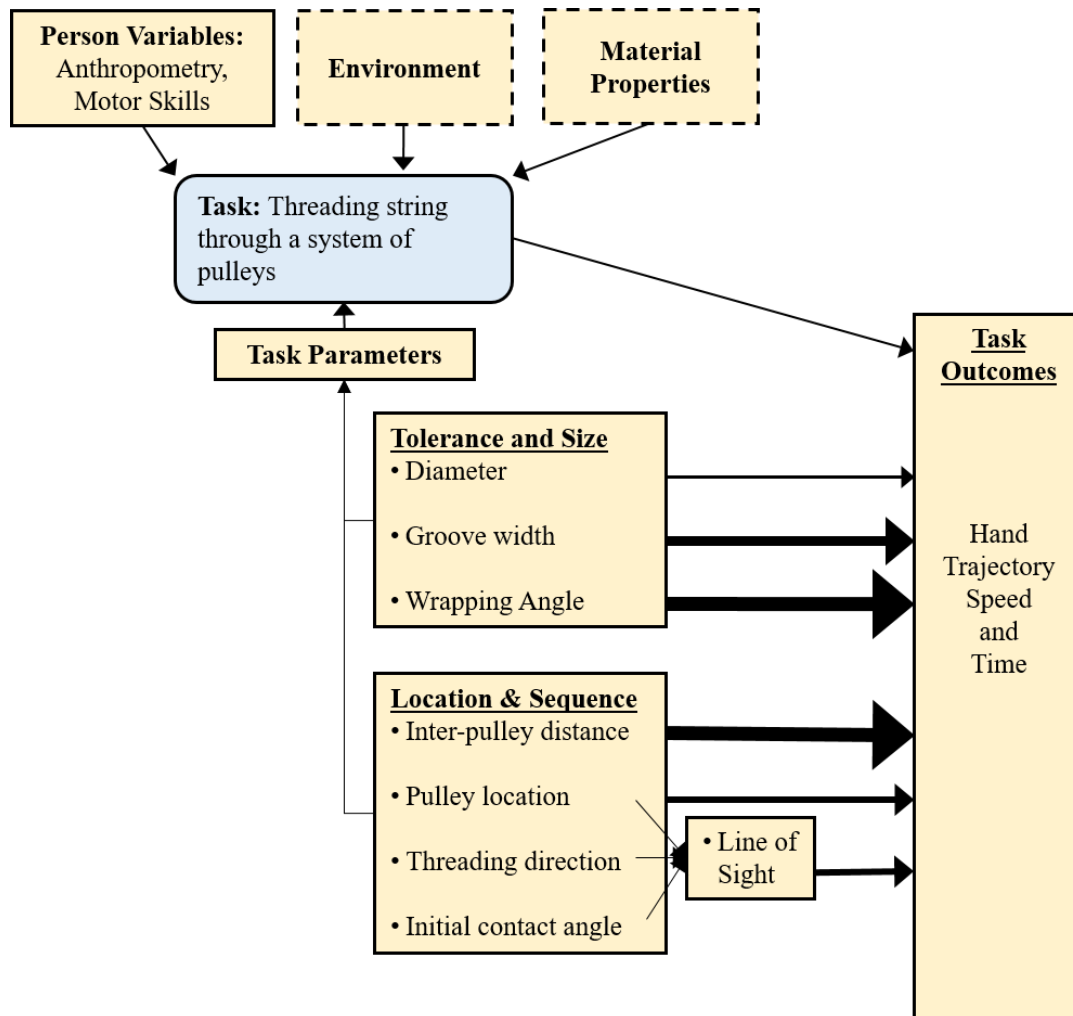 Person Variables:
Anthropometry,
Motor Skills
Environment
Material
Properties
Task: Threading string
through a system of
pulleys
Task Parameters
Tolerance and Size
• Diameter
• Groove width
• Wrapping Angle
Location & Sequence
• Inter-pulley distance
• Pulley location
• Threading direction
• Initial contact angle
• Line of
Sight
Task
Outcomes
Hand
Trajectory
Speed
and
Time